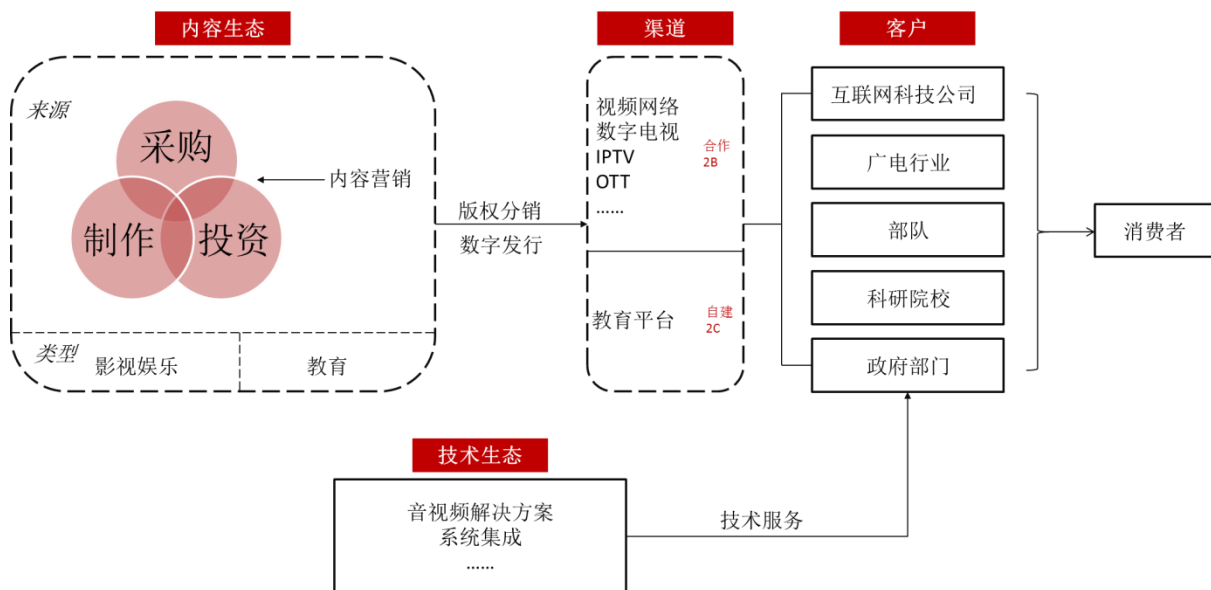 内容生态
渠道
客户
来源
采购
制作
投资
内容营销
类型
影视娱乐
教育
版权分销
数字发行
视频网络
数字电视
IPTV
OTT
……
合作
2B
教育平台
自建
2C
互联网科技公司
广电行业
部队
科研院校
政府部门
消费者
技术生态
音视频解决方案
系统集成
……
技术服务